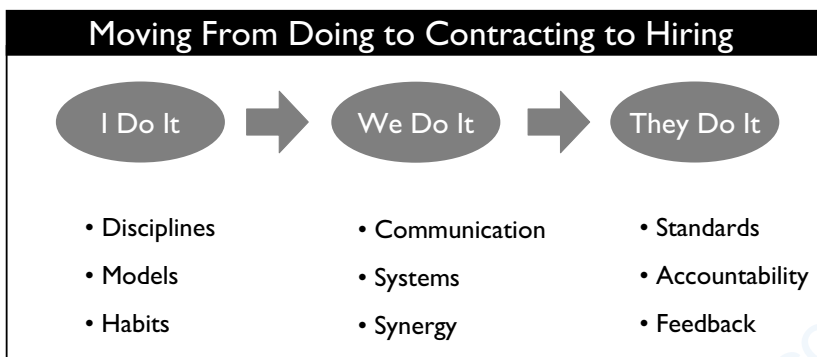 Moving From Doing to Contracting to Hiring
I Do It
We Do It
They Do It
• Disciplines
• Models
• Habits
• Communication
• Systems
• Synergy
• Standards
• Accountability
• Feedback